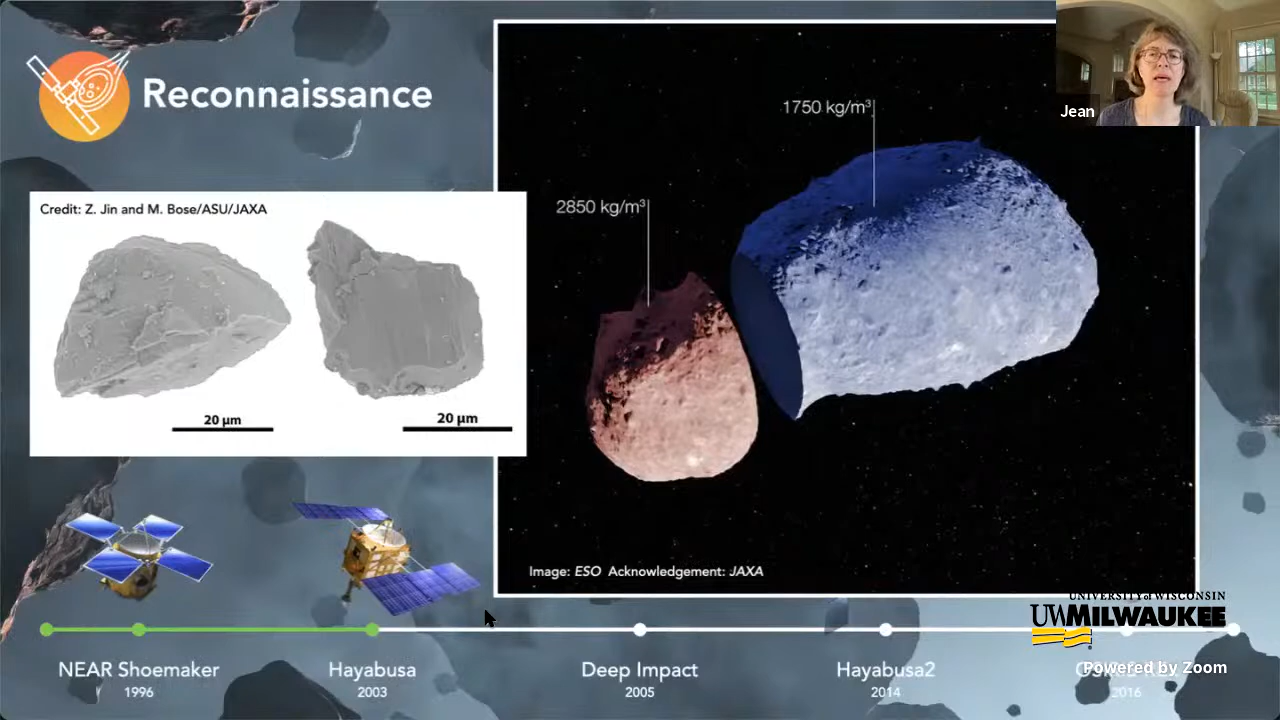 Reconnaissance
1750 kg/m³
Jean
Credit: Z. Jin and M. Bose/ASU/JAXA
2850 kg/m³
20 µm
20 µm
Image: ESO Acknowledgement: JAXA
UNIVERSITY of WISCONSIN
UWMILWAUKEE
NEAR Shoemaker
1996
Hayabusa
2003
Deep Impact
2005
Hayabusa2
2014
Powered by Zoom
2016